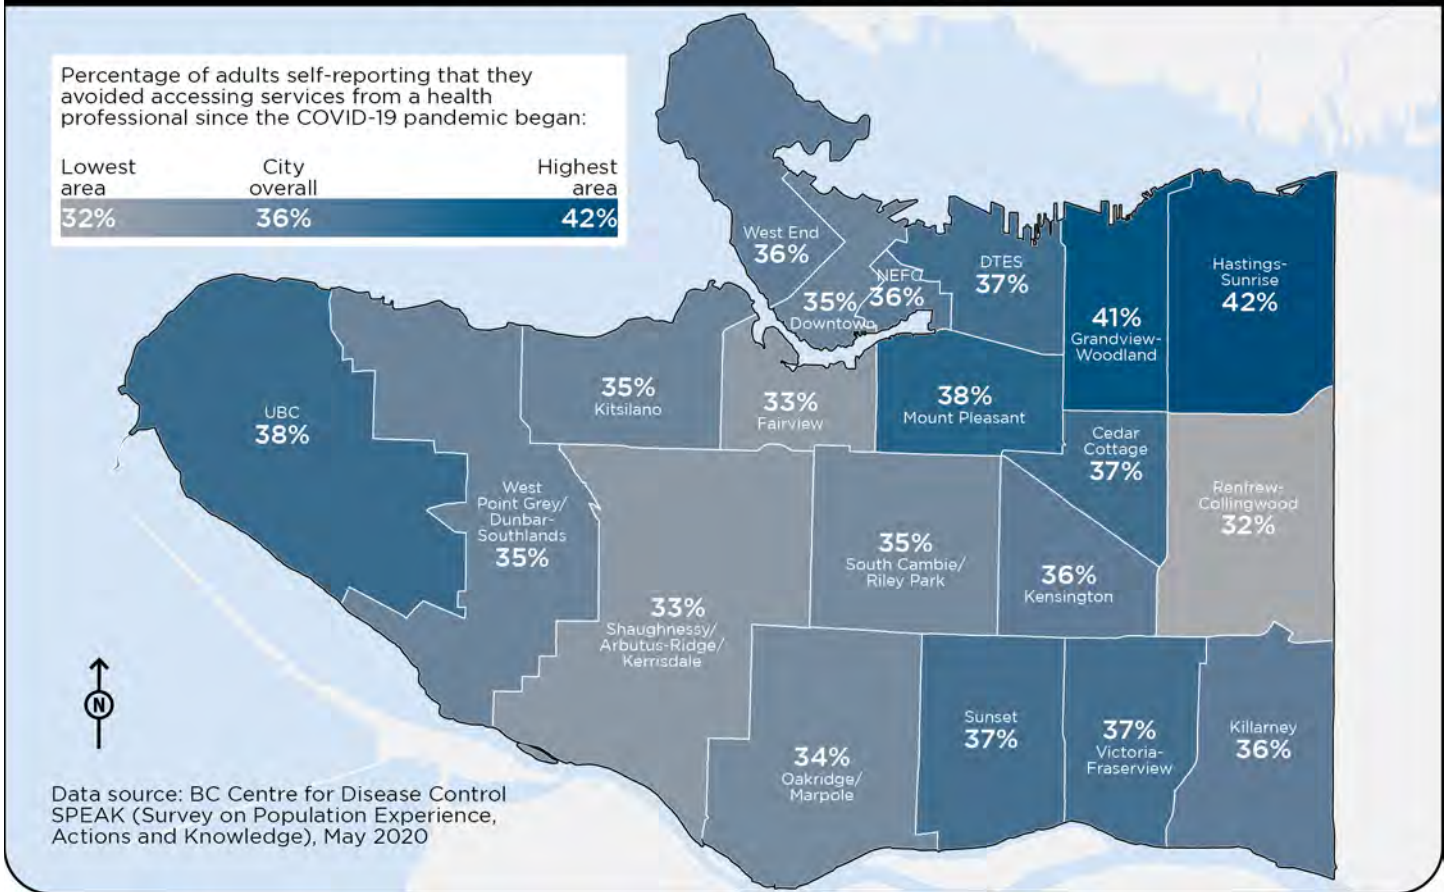 Percentage of adults self-reporting that they
avoided accessing services from a health
professional since the COVID-19 pandemic began:
Lowest
area
City
overall
Highest
area
32%
36%
42%
West End
36%
35%
Downtown
NEFC
36%
DTES
37%
41%
Grandview-
Woodland
Hastings-
Sunrise
42%
UBC
38%
35%
Kitsilano
33%
Fairview
38%
Mount Pleasant
Cedar
Cottage
37%
Renfrew-
Collingwood
32%
West
Point Grey/
Dunbar-
Southlands
35%
33%
Shaughnessy/
Arbutus-Ridge/
Kerrisdale
35%
South Cambie/
Riley Park
36%
Kensington
34%
Oakridge/
Marpole
Sunset
37%
37%
Victoria-
Fraserview
Killarney
36%
N
Data source: BC Centre for Disease Control
SPEAK (Survey on Population Experience,
Actions and Knowledge), May 2020